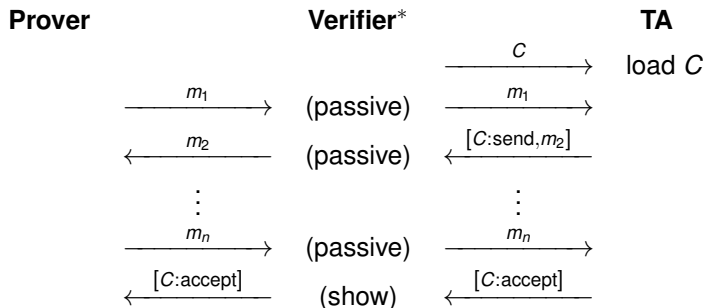 Prover Verifier* TA
C
load C
m1 (passive) m1
m2 (passive) [C:send,m2]
⋮ ⋮
mn (passive) mn
[C:accept] (show) [C:accept]